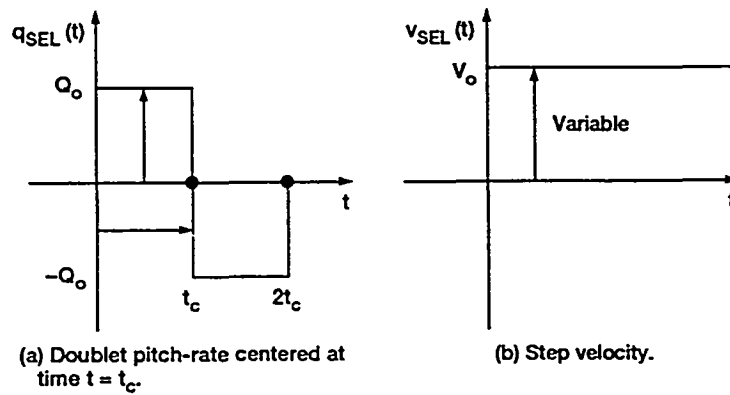 q_SEL (t)
Q_o
-Q_o
t_c
2t_c
t
(a) Doublet pitch-rate centered at
time t = t_c.
v_SEL (t)
V_o
Variable
t
(b) Step velocity.